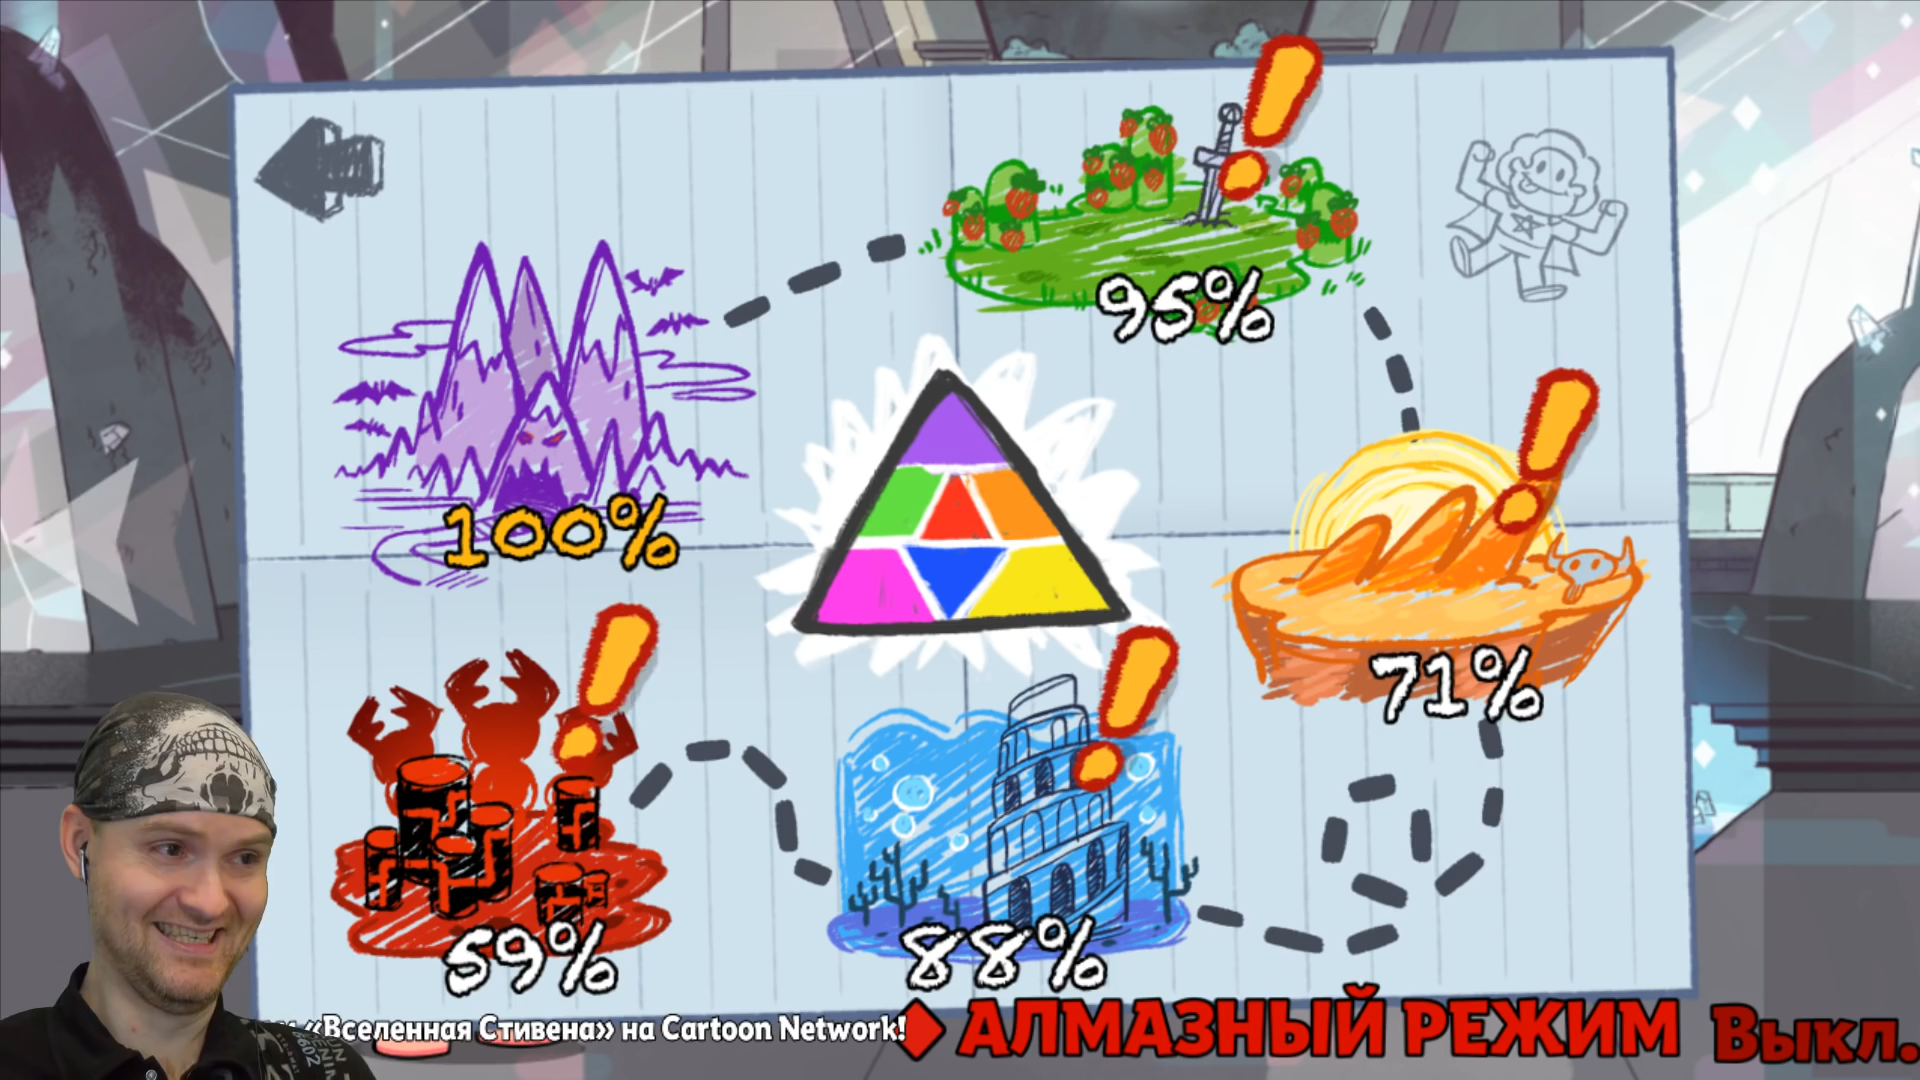 95%
100%
71%
59%
88%
«Вселенная Стивена» на Cartoon Network!
АЛМАЗНЫЙ РЕЖИМ Выкл.